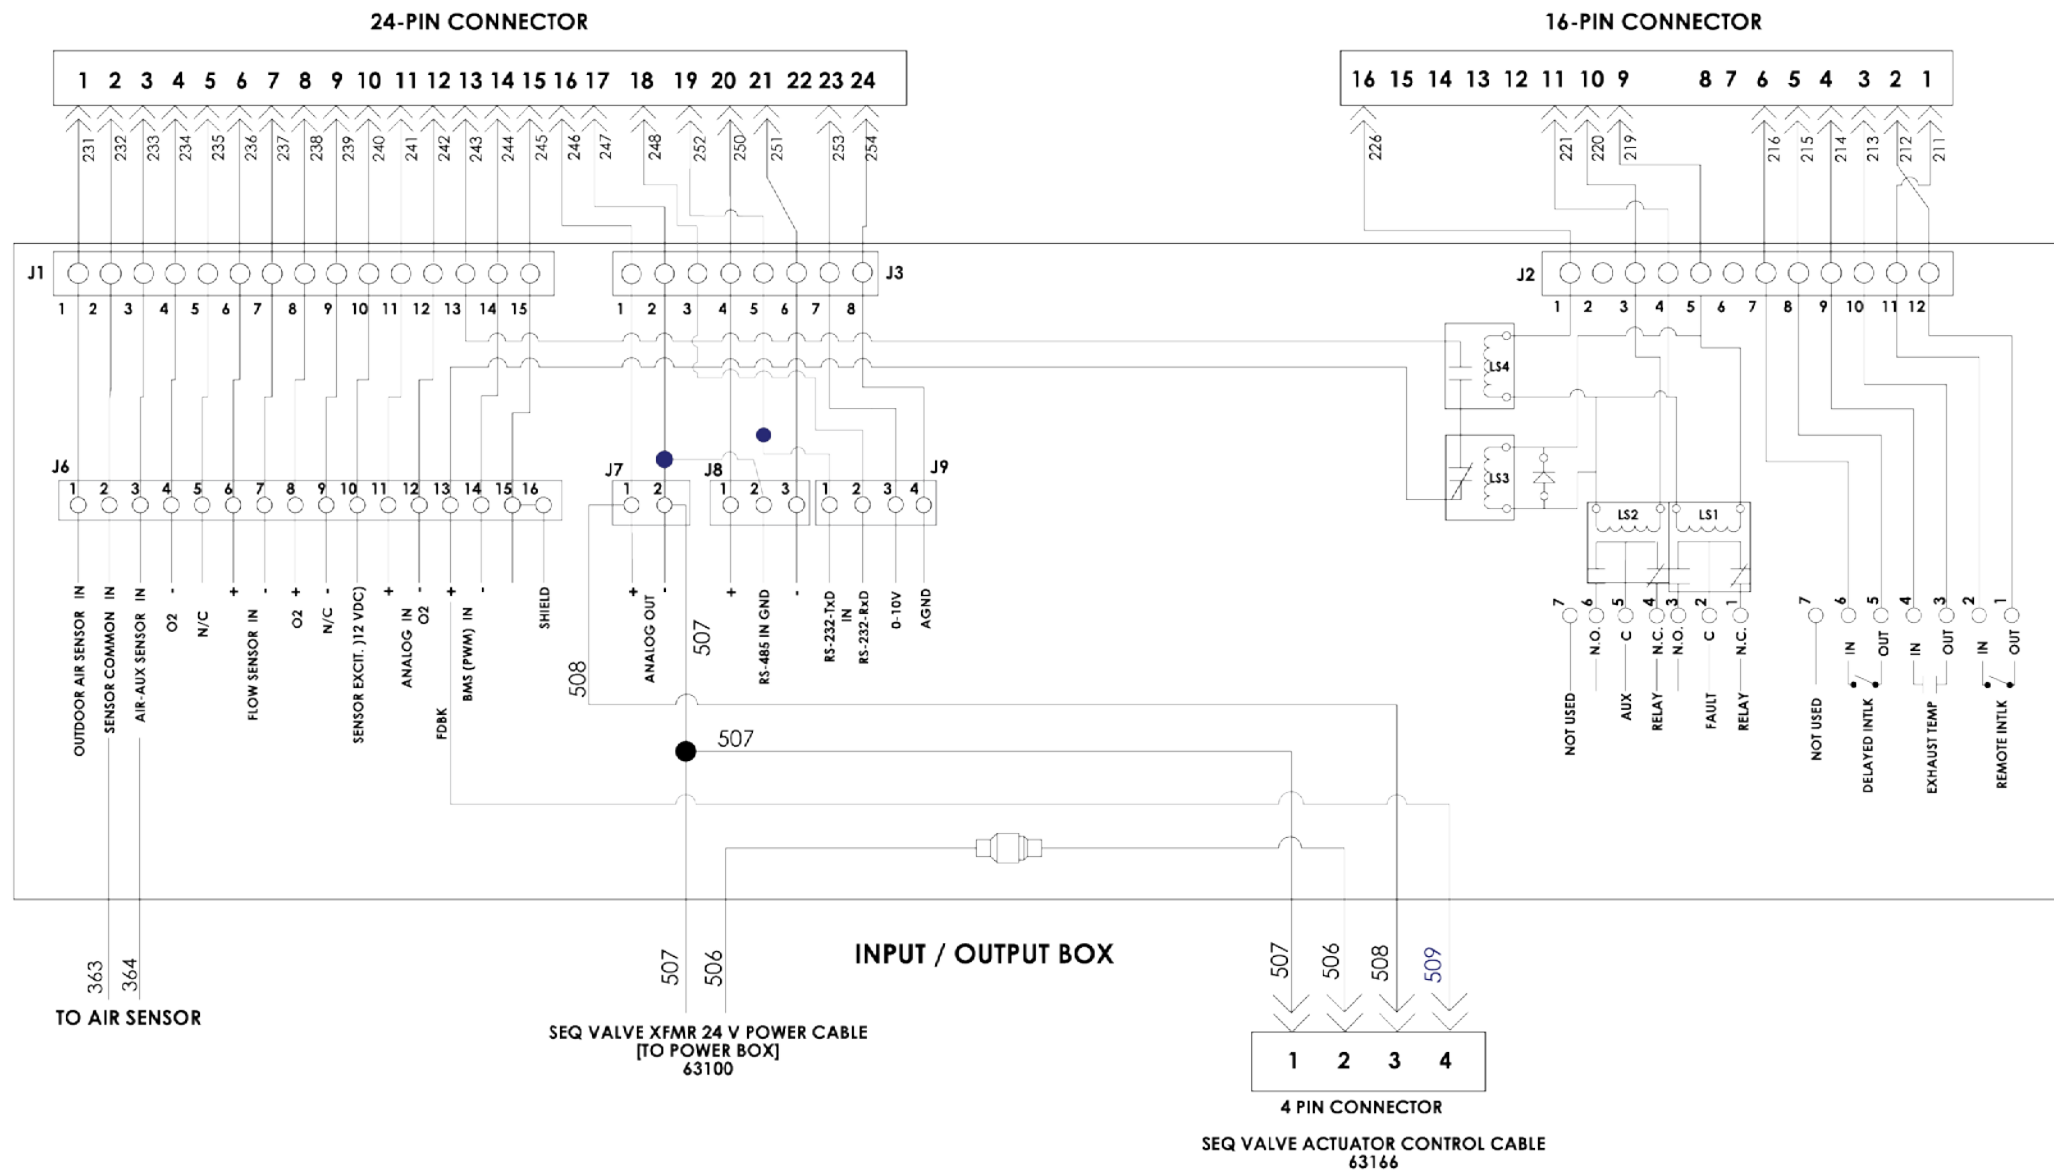 24-PIN CONNECTOR
16-PIN CONNECTOR
1 2 3 4 5 6 7 8 9 10 11 12 13 14 15 16 17 18 19 20 21 22 23 24
16 15 14 13 12 11 10 9 8 7 6 5 4 3 2 1
231 232 233 234 235 236 237 238 239 240 241 242 243 244 245 246 247 248 252 250 251 253 254
226 221 220 219 216 215 214 213 212 211
J1
J3
J2
1 2 3 4 5 6 7 8 9 10 11 12 13 14 15
1 2 3 4 5 6 7 8
1 2 3 4 5 6 7 8 9 10 11 12
LS4
LS3
J6
J7
J8
J9
1 2 3 4 5 6 7 8 9 10 11 12 13 14 15 16
1 2
1 2 3
1 2 3 4
LS2
LS1
OUTDOOR AIR SENSOR IN
SENSOR COMMON IN
AIR-AUX SENSOR IN
O2 -
N/C
+ FLOW SENSOR IN -
O2 +
N/C -
SENSOR EXCIT. )12 VDC)
+ ANALOG IN -
O2
FDBK
+ BMS (PWM) IN -
SHIELD
+ ANALOG OUT -
507
508
+ RS-485 IN GND -
RS-232-TxD
IN
RS-232-RxD
0-10V
AGND
7 6 5 4 3 2 1
7 6 5 4 3 2 1
NOT USED
N.O.
C
AUX
N.C.
RELAY
N.O.
C
FAULT
N.C.
RELAY
NOT USED
IN
OUT
DELAYED INTLK
IN
OUT
EXHAUST TEMP
IN
OUT
REMOTE INTLK
507
363
364
TO AIR SENSOR
507
506
INPUT / OUTPUT BOX
507
506
508
509
SEQ VALVE XFMR 24 V POWER CABLE
[TO POWER BOX]
63100
1 2 3 4
4 PIN CONNECTOR
SEQ VALVE ACTUATOR CONTROL CABLE
63166